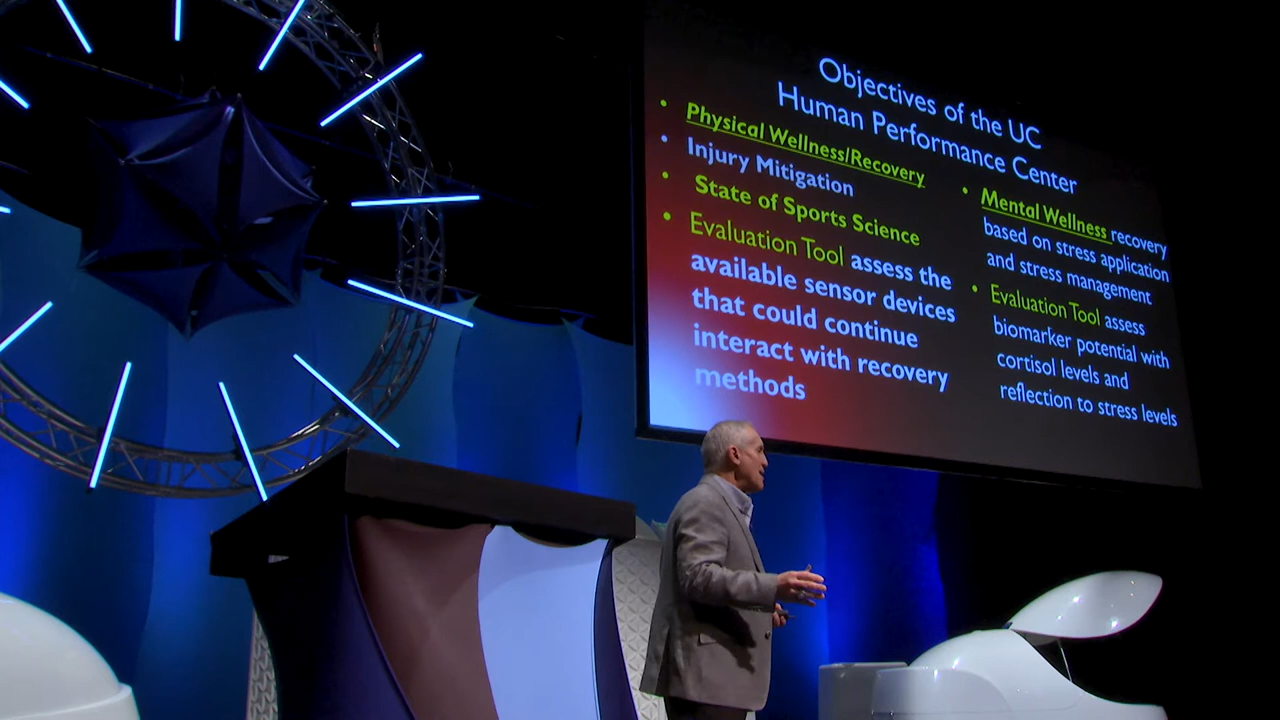 Objectives of the UC
Human Performance Center
• Physical Wellness/Recovery
• Injury Mitigation
• State of Sports Science
• Evaluation Tool assess the
available sensor devices
that could continue
interact with recovery
methods
• Mental Wellness recovery
based on stress application
and stress management
• Evaluation Tool assess
biomarker potential with
cortisol levels and
reflection to stress levels